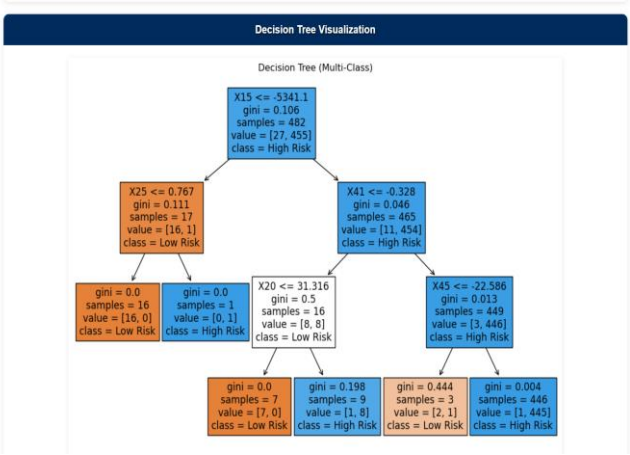 Decision Tree Visualization
Decision Tree (Multi-Class)
X15 <= -5341.1
gini = 0.106
samples = 482
value = [27, 455]
class = High Risk
X25 <= 0.767
gini = 0.111
samples = 17
value = [16, 1]
class = Low Risk
X41 <= -0.328
gini = 0.046
samples = 465
value = [11, 454]
class = High Risk
gini = 0.0
samples = 16
value = [16, 0]
class = Low Risk
gini = 0.0
samples = 1
value = [0, 1]
class = High Risk
X20 <= 31.316
gini = 0.5
samples = 16
value = [8, 8]
class = Low Risk
X45 <= -22.586
gini = 0.013
samples = 449
value = [3, 446]
class = High Risk
gini = 0.0
samples = 7
value = [7, 0]
class = Low Risk
gini = 0.198
samples = 9
value = [1, 8]
class = High Risk
gini = 0.444
samples = 3
value = [2, 1]
class = Low Risk
gini = 0.004
samples = 446
value = [1, 445]
class = High Risk